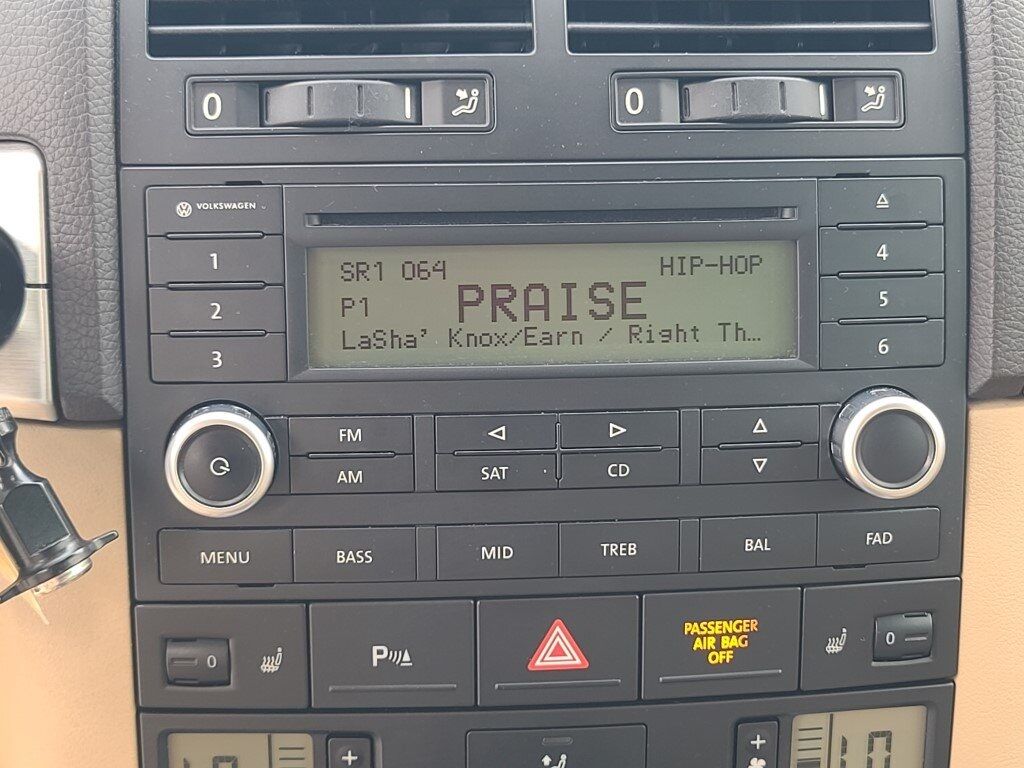 0
0
VOLKSWAGEN
1
2
3
SR1 064 HIP-HOP
P1 PRAISE
LaSha' Knox/Earn / Right Th…
4
5
6
FM
AM
SAT
CD
MENU
BASS
MID
TREB
BAL
FAD
0
P
PASSENGER
AIR BAG
OFF
0
+
+